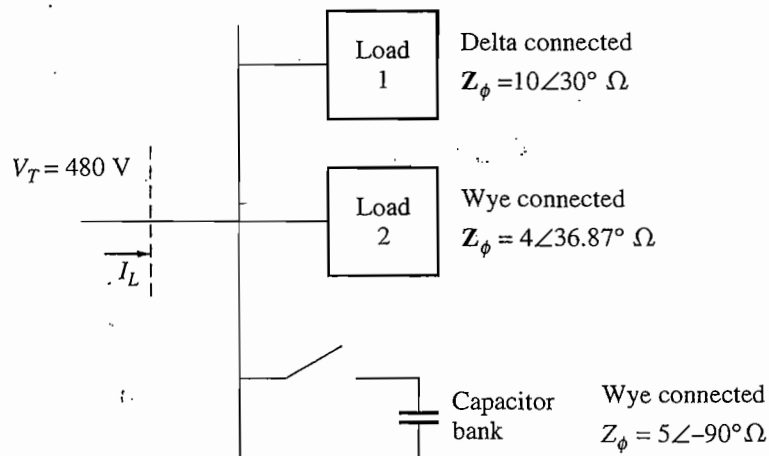 Load
1
Delta connected
Z_ϕ =10∠30° Ω
V_T = 480 V
Load
2
Wye connected
Z_ϕ = 4∠36.87° Ω
I_L
Capacitor
bank
Wye connected
Z_ϕ = 5∠–90°Ω